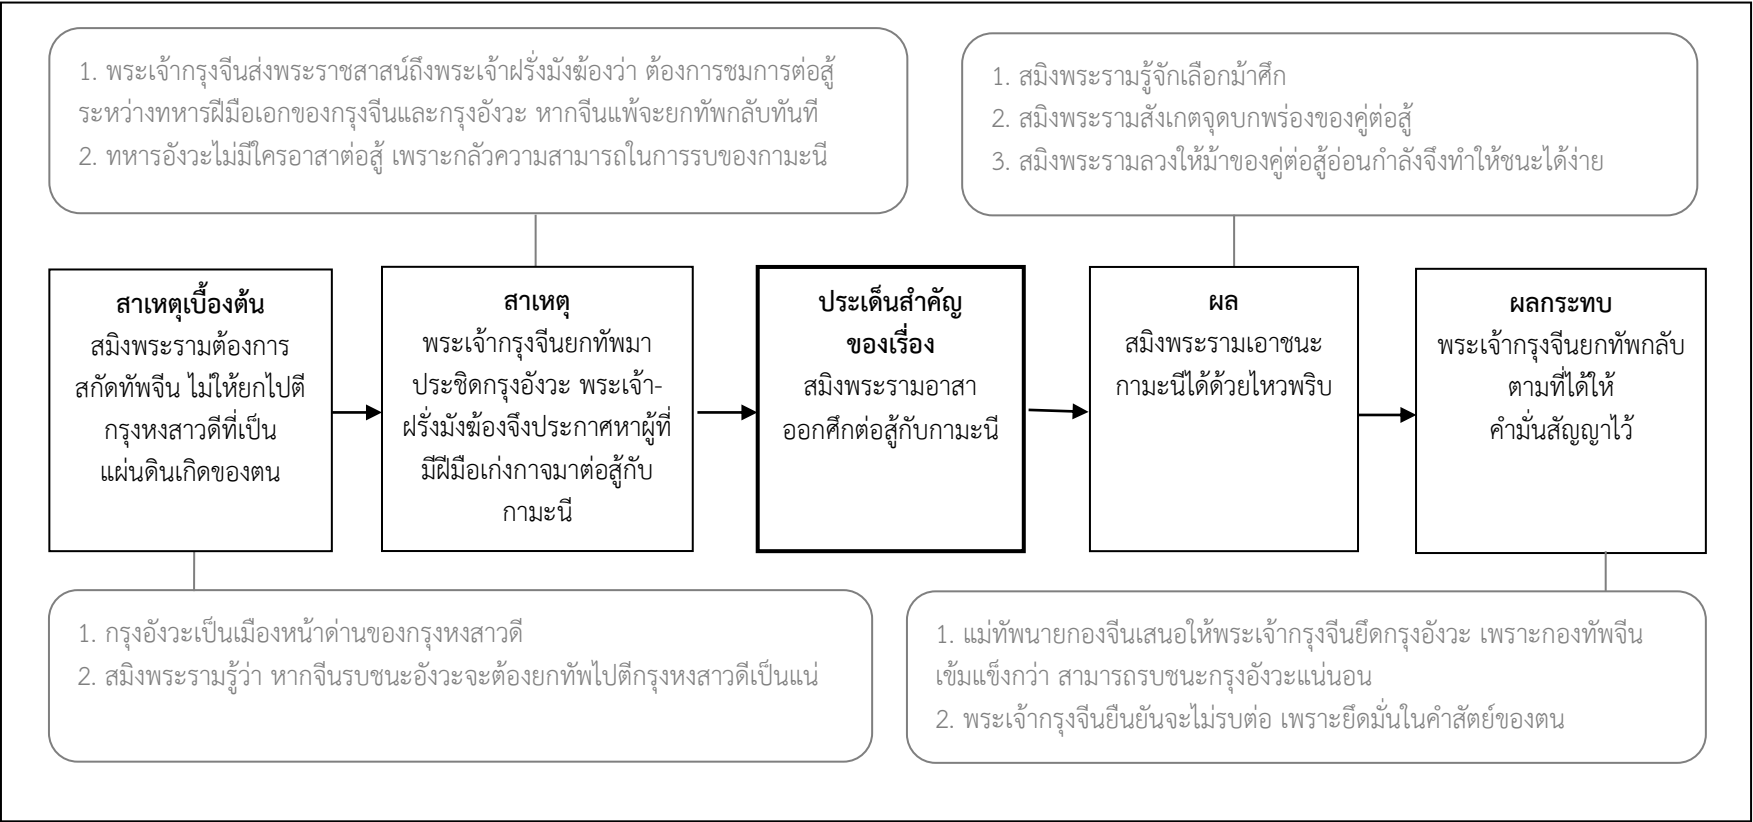 1. พระเจ้ากรุงจีนส่งพระราชสาสน์ถึงพระเจ้าฝรั่งมังฆ้องว่า ต้องการชมการต่อสู้
ระหว่างทหารฝีมือเอกของกรุงจีนและกรุงอังวะ หากจีนแพ้จะยกทัพกลับทันที
2. ทหารอังวะไม่มีใครอาสาต่อสู้ เพราะกลัวความสามารถในการรบของกามะนี
1. สมิงพระรามรู้จักเลือกม้าศึก
2. สมิงพระรามสังเกตจุดบกพร่องของคู่ต่อสู้
3. สมิงพระรามลวงให้ม้าของคู่ต่อสู้อ่อนกำลังจึงทำให้ชนะได้ง่าย
สาเหตุเบื้องต้น
สมิงพระรามต้องการ
สกัดทัพจีน ไม่ให้ยกไปตี
กรุงหงสาวดีที่เป็น
แผ่นดินเกิดของตน
สาเหตุ
พระเจ้ากรุงจีนยกทัพมา
ประชิดกรุงอังวะ พระเจ้า-
ฝรั่งมังฆ้องจึงประกาศหาผู้ที่
มีฝีมือเก่งกาจมาต่อสู้กับ
กามะนี
ประเด็นสำคัญ
ของเรื่อง
สมิงพระรามอาสา
ออกศึกต่อสู้กับกามะนี
ผล
สมิงพระรามเอาชนะ
กามะนีได้ด้วยไหวพริบ
ผลกระทบ
พระเจ้ากรุงจีนยกทัพกลับ
ตามที่ได้ให้
คำมั่นสัญญาไว้
1. กรุงอังวะเป็นเมืองหน้าด่านของกรุงหงสาวดี
2. สมิงพระรามรู้ว่า หากจีนรบชนะอังวะจะต้องยกทัพไปตีกรุงหงสาวดีเป็นแน่
1. แม่ทัพนายกองจีนเสนอให้พระเจ้ากรุงจีนยึดกรุงอังวะ เพราะกองทัพจีน
เข้มแข็งกว่า สามารถรบชนะกรุงอังวะแน่นอน
2. พระเจ้ากรุงจีนยืนยันจะไม่รบต่อ เพราะยึดมั่นในคำสัตย์ของตน